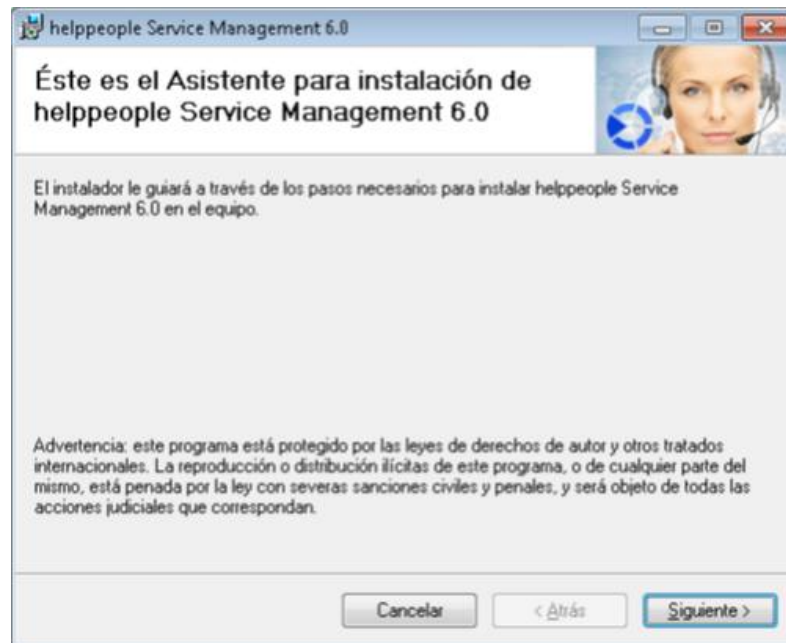 helppeople Service Management 6.0
Éste es el Asistente para instalación de
helppeople Service Management 6.0
El instalador le guiará a través de los pasos necesarios para instalar helppeople Service
Management 6.0 en el equipo.
Advertencia: este programa está protegido por las leyes de derechos de autor y otros tratados
internacionales. La reproducción o distribución ilícitas de este programa, o de cualquier parte del
mismo, está penada por la ley con severas sanciones civiles y penales, y será objeto de todas las
acciones judiciales que correspondan.
Cancelar < Atrás Siguiente >